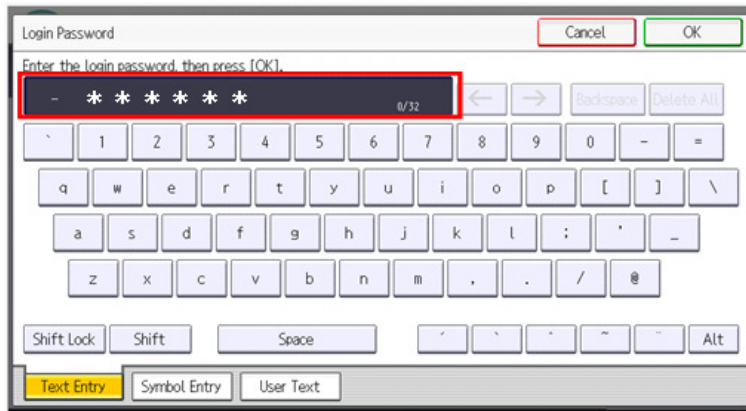 Login Password Cancel OK
Enter the login password, then press [OK].
- ****** 0/32 ← → Backspace Delete All
` 1 2 3 4 5 6 7 8 9 0 - =
q w e r t y u i o p [ ] \
a s d f g h j k l ; ' _
z x c v b n m , . / @
Shift Lock Shift Space ´ ` ^ ~ ¨ Alt
Text Entry Symbol Entry User Text